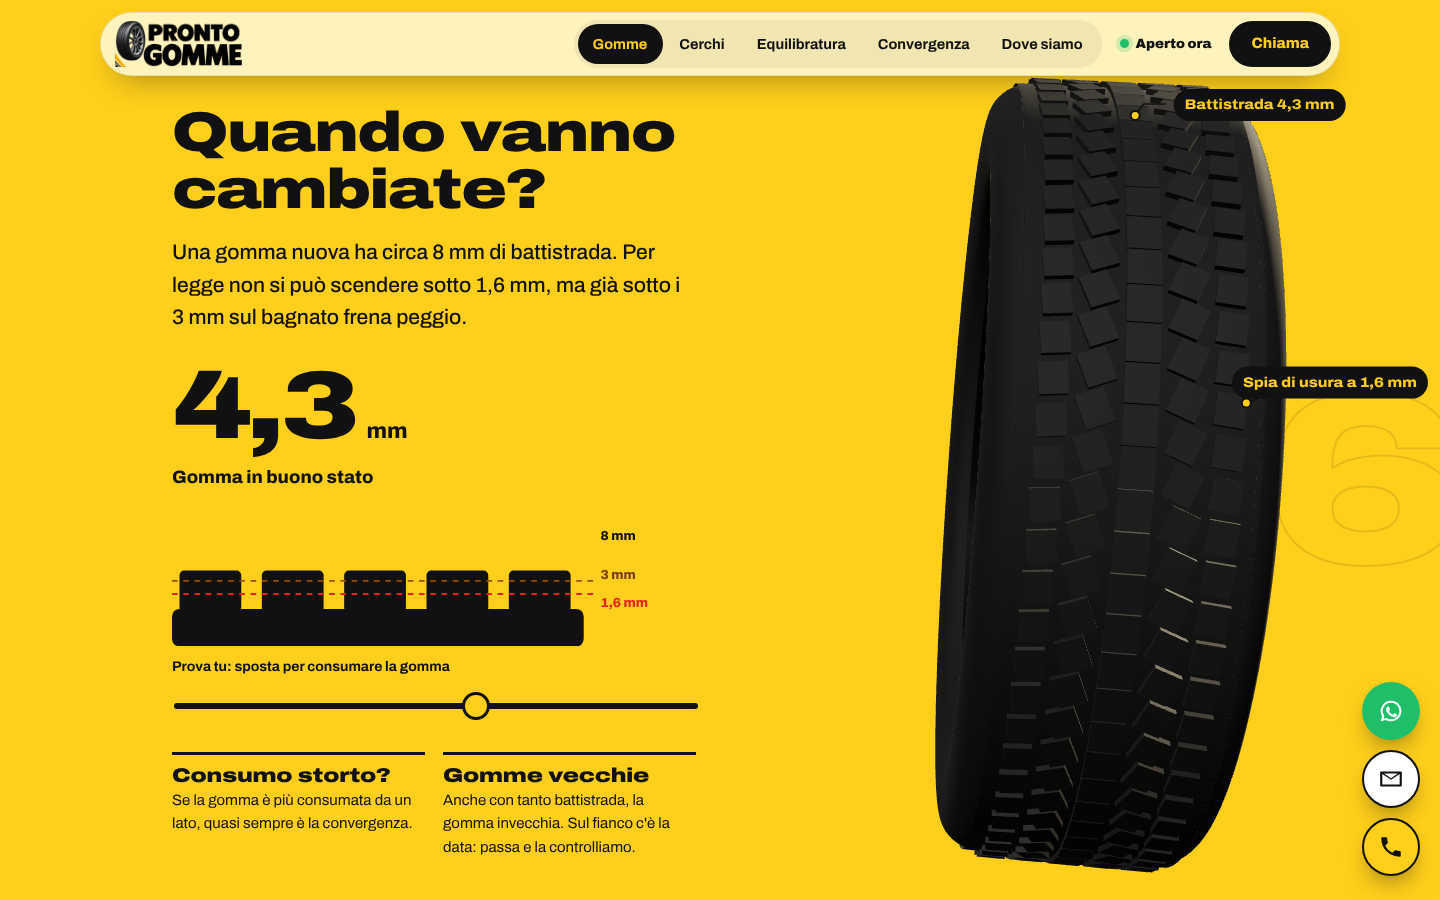 PRONTO
GOMME
Gomme
Cerchi
Equilibratura
Convergenza
Dove siamo
Aperto ora
Chiama
Quando vanno
cambiate?
Una gomma nuova ha circa 8 mm di battistrada. Per
legge non si può scendere sotto 1,6 mm, ma già sotto i
3 mm sul bagnato frena peggio.
4,3 mm
Gomma in buono stato
8 mm
3 mm
1,6 mm
Prova tu: sposta per consumare la gomma
Consumo storto?
Se la gomma è più consumata da un
lato, quasi sempre è la convergenza.
Gomme vecchie
Anche con tanto battistrada, la
gomma invecchia. Sul fianco c'è la
data: passa e la controlliamo.
Battistrada 4,3 mm
Spia di usura a 1,6 mm
6